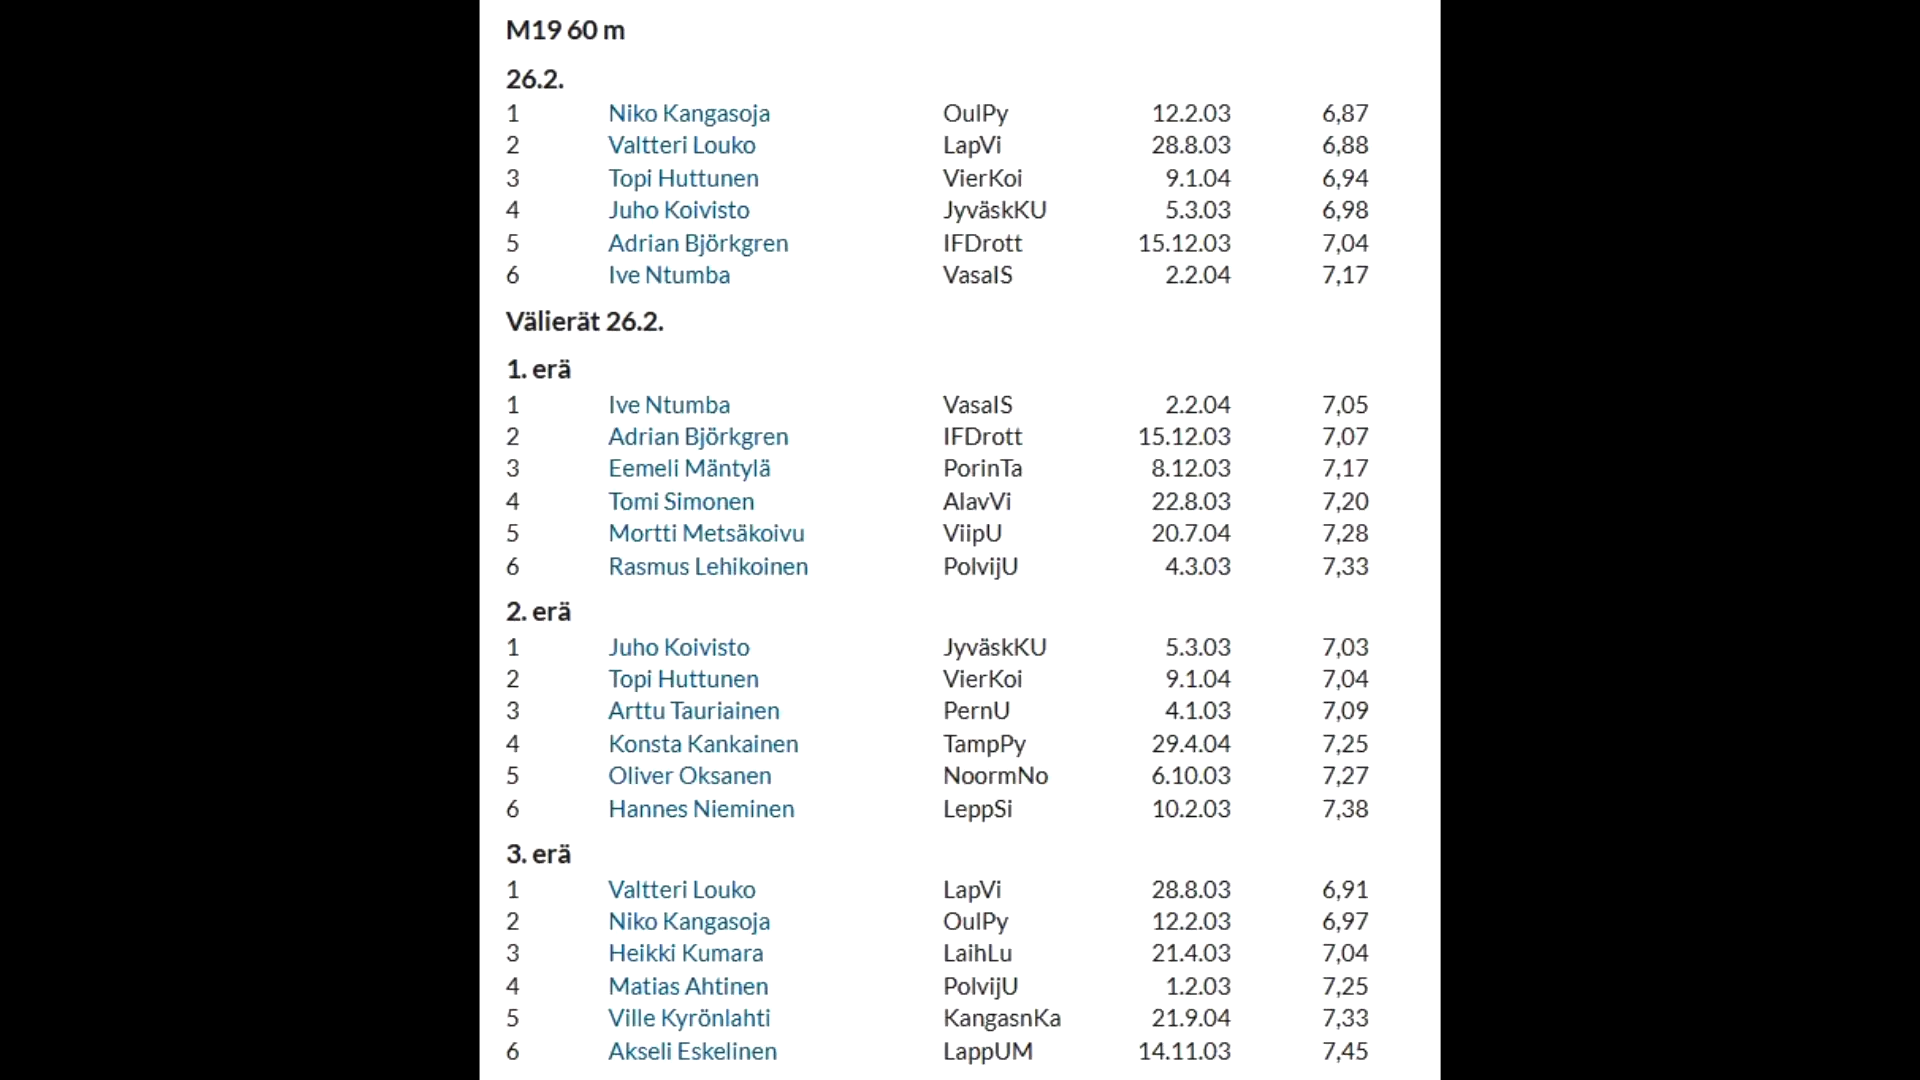 M19 60 m
26.2.
1 Niko Kangasoja OulPy 12.2.03 6,87
2 Valtteri Louko LapVi 28.8.03 6,88
3 Topi Huttunen VierKoi 9.1.04 6,94
4 Juho Koivisto JyväskKU 5.3.03 6,98
5 Adrian Björkgren IFDrott 15.12.03 7,04
6 Ive Ntumba VasaIS 2.2.04 7,17
Välierät 26.2.
1. erä
1 Ive Ntumba VasaIS 2.2.04 7,05
2 Adrian Björkgren IFDrott 15.12.03 7,07
3 Eemeli Mäntylä PorinTa 8.12.03 7,17
4 Tomi Simonen AlavVi 22.8.03 7,20
5 Mortti Metsäkoivu ViipU 20.7.04 7,28
6 Rasmus Lehikoinen PolvijU 4.3.03 7,33
2. erä
1 Juho Koivisto JyväskKU 5.3.03 7,03
2 Topi Huttunen VierKoi 9.1.04 7,04
3 Arttu Tauriainen PernU 4.1.03 7,09
4 Konsta Kankainen TampPy 29.4.04 7,25
5 Oliver Oksanen NoormNo 6.10.03 7,27
6 Hannes Nieminen LeppSi 10.2.03 7,38
3. erä
1 Valtteri Louko LapVi 28.8.03 6,91
2 Niko Kangasoja OulPy 12.2.03 6,97
3 Heikki Kumara LaihLu 21.4.03 7,04
4 Matias Ahtinen PolvijU 1.2.03 7,25
5 Ville Kyrönlahti KangasnKa 21.9.04 7,33
6 Akseli Eskelinen LappUM 14.11.03 7,45